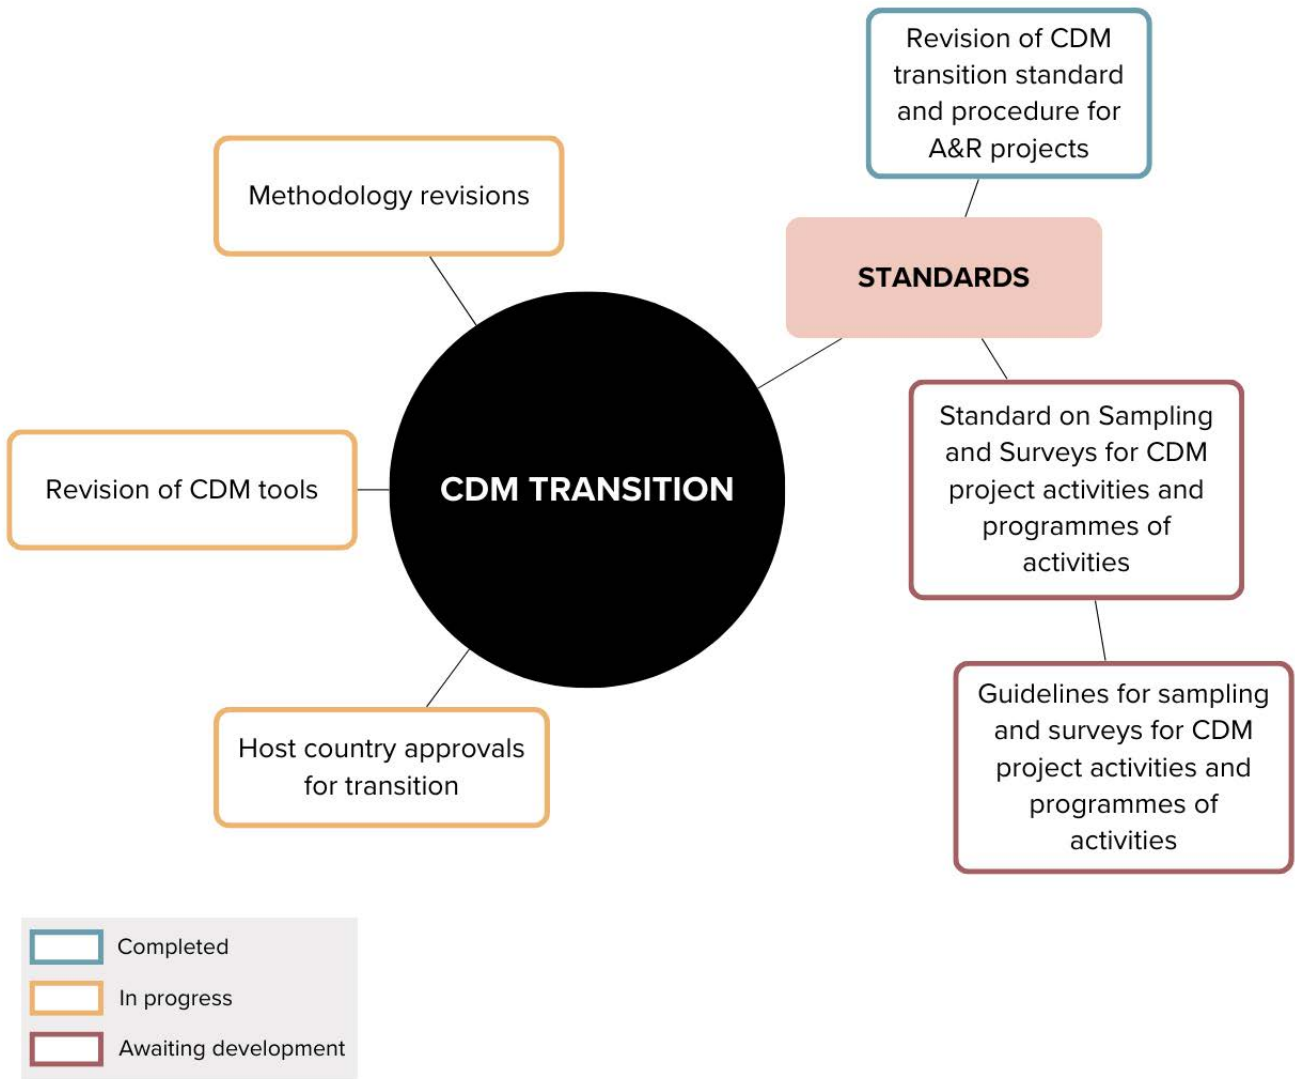 Revision of CDM
transition standard
and procedure for
A&R projects
Methodology revisions
STANDARDS
Standard on Sampling
and Surveys for CDM
project activities and
programmes of
activities
Revision of CDM tools
CDM TRANSITION
Guidelines for sampling
and surveys for CDM
project activities and
programmes of
activities
Host country approvals
for transition
Completed
In progress
Awaiting development